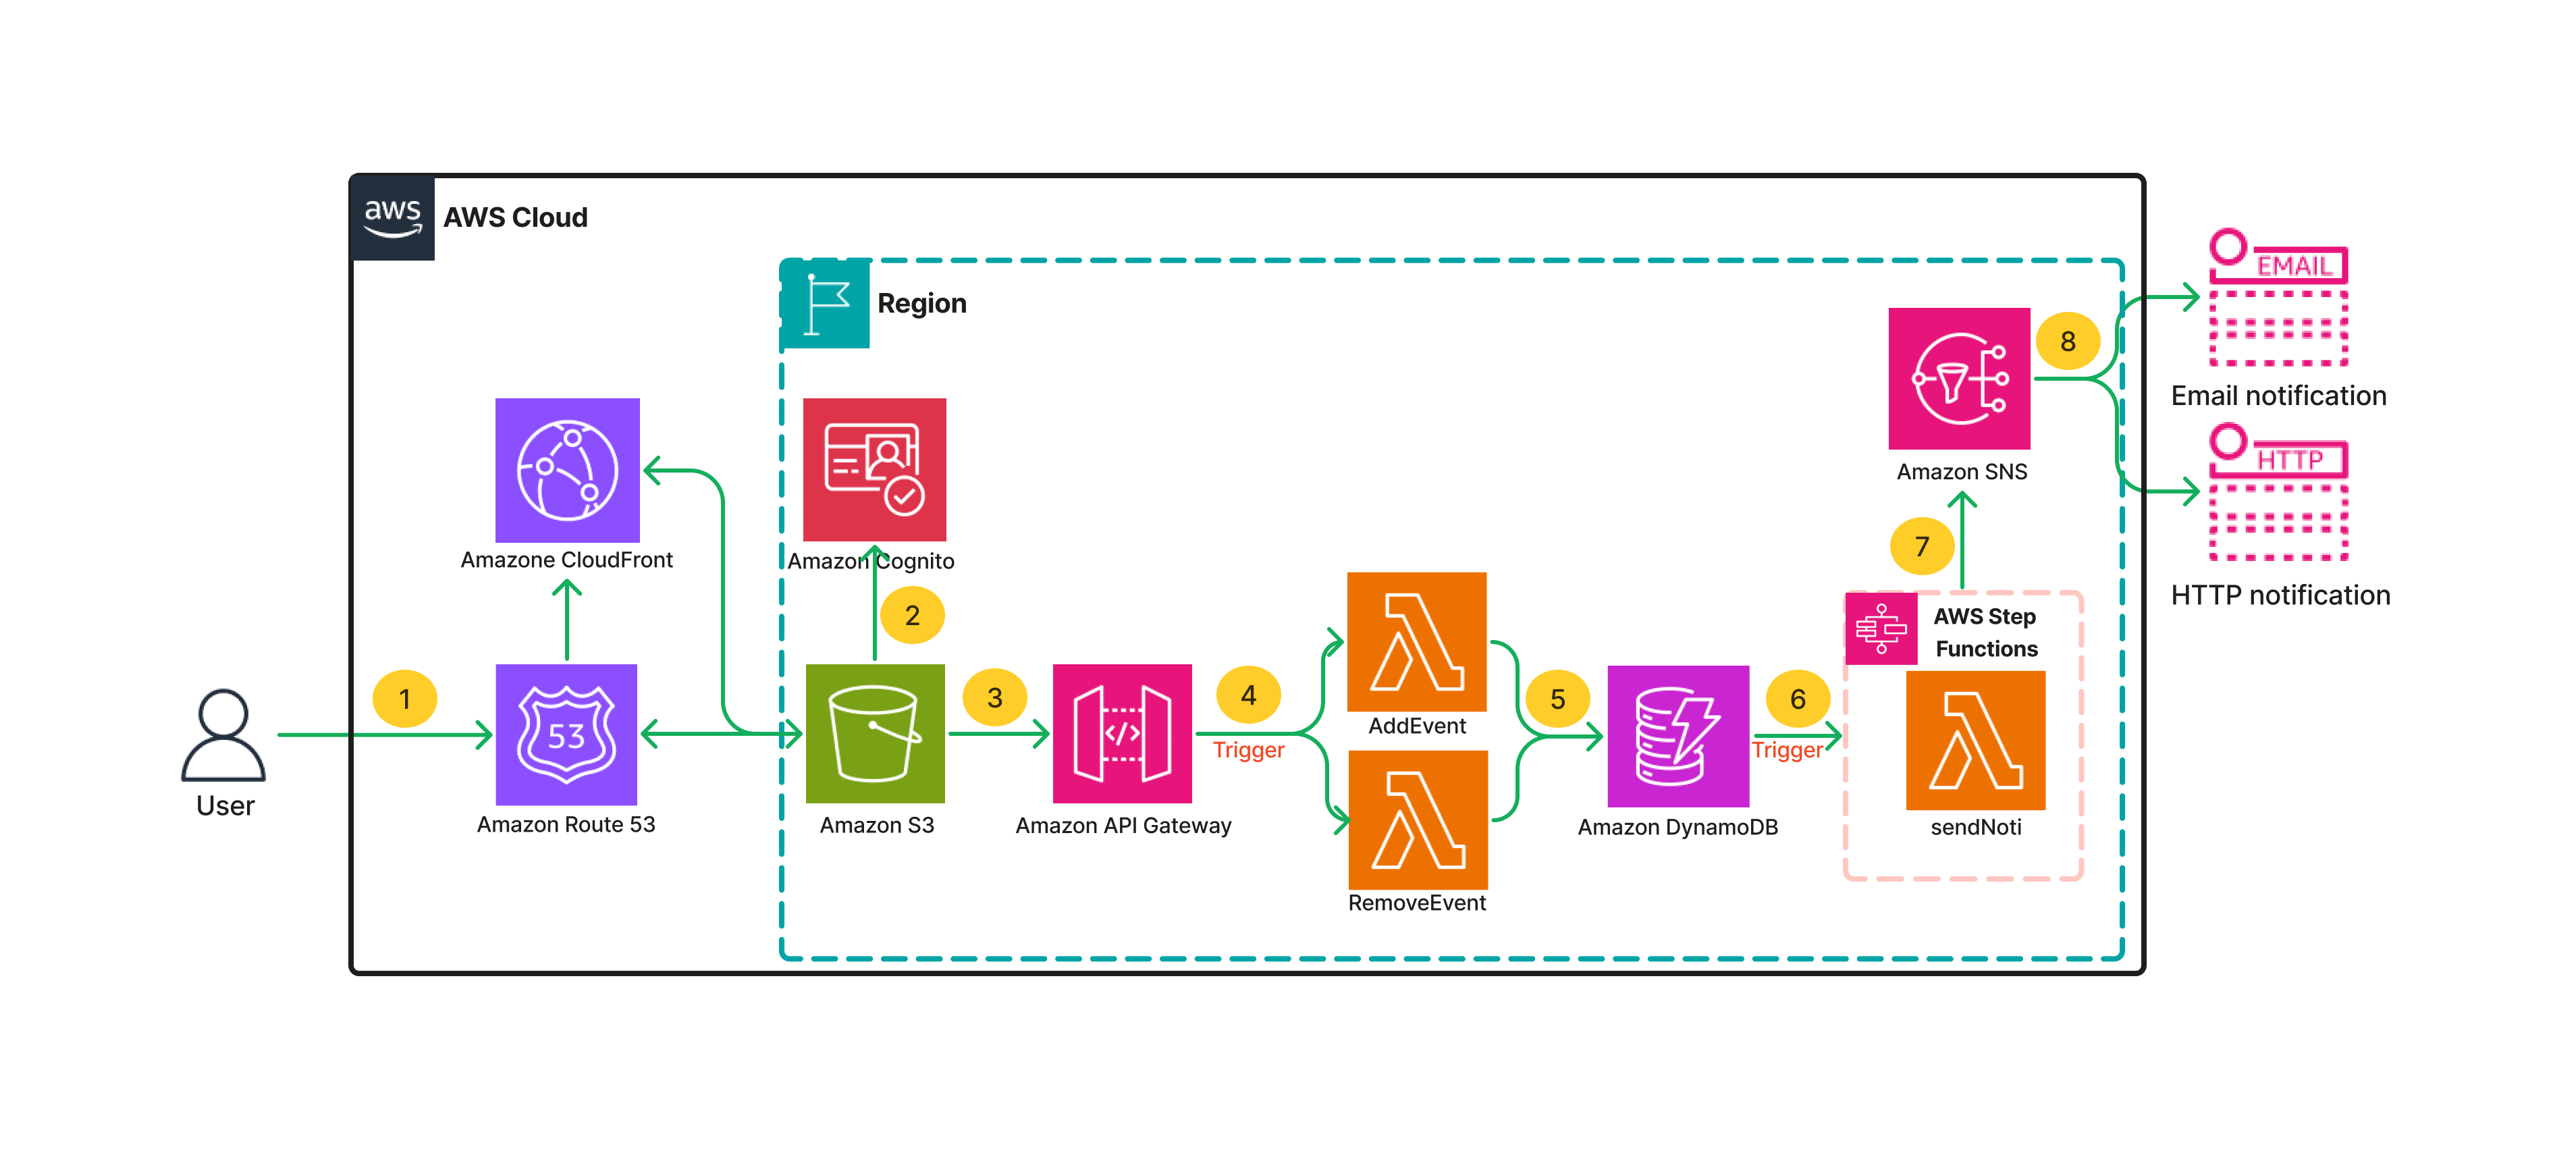 aws
AWS Cloud
Region
EMAIL
Email notification
HTTP
HTTP notification
8
Amazon SNS
7
Amazone CloudFront
Amazon Cognito
2
AWS Step
Functions
1
User
53
Amazon Route 53
Amazon S3
3
</>
Amazon API Gateway
4
Trigger
AddEvent
RemoveEvent
5
Amazon DynamoDB
6
Trigger
sendNoti